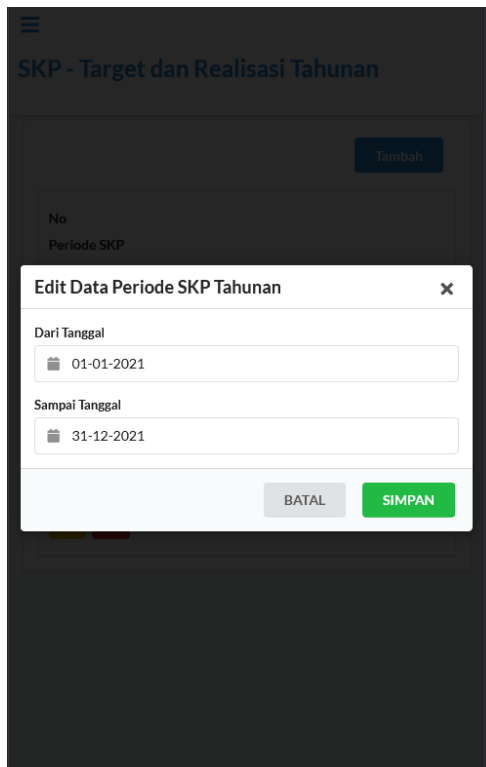 SKP - Target dan Realisasi Tahunan
Tambah
No
Periode SKP
Edit Data Periode SKP Tahunan
Dari Tanggal
01-01-2021
Sampai Tanggal
31-12-2021
BATAL
SIMPAN